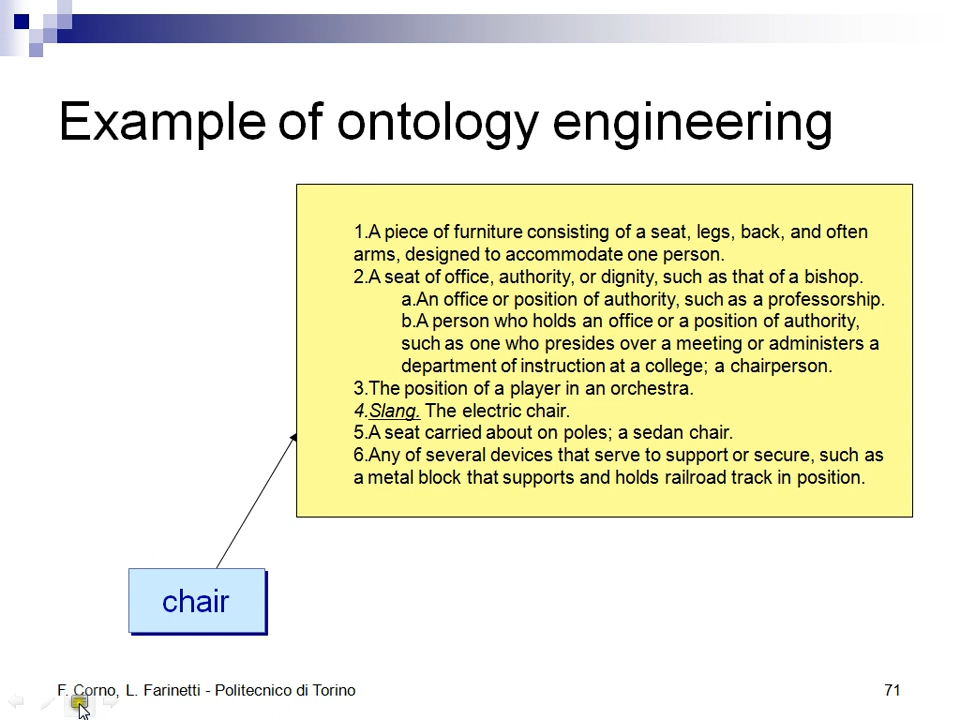 Example of ontology engineering
1.A piece of furniture consisting of a seat, legs, back, and often
arms, designed to accommodate one person.
2.A seat of office, authority, or dignity, such as that of a bishop.
a.An office or position of authority, such as a professorship.
b.A person who holds an office or a position of authority,
such as one who presides over a meeting or administers a
department of instruction at a college; a chairperson.
3.The position of a player in an orchestra.
4.Slang. The electric chair.
5.A seat carried about on poles; a sedan chair.
6.Any of several devices that serve to support or secure, such as
a metal block that supports and holds railroad track in position.
chair
F. Corno, L. Farinetti - Politecnico di Torino
71